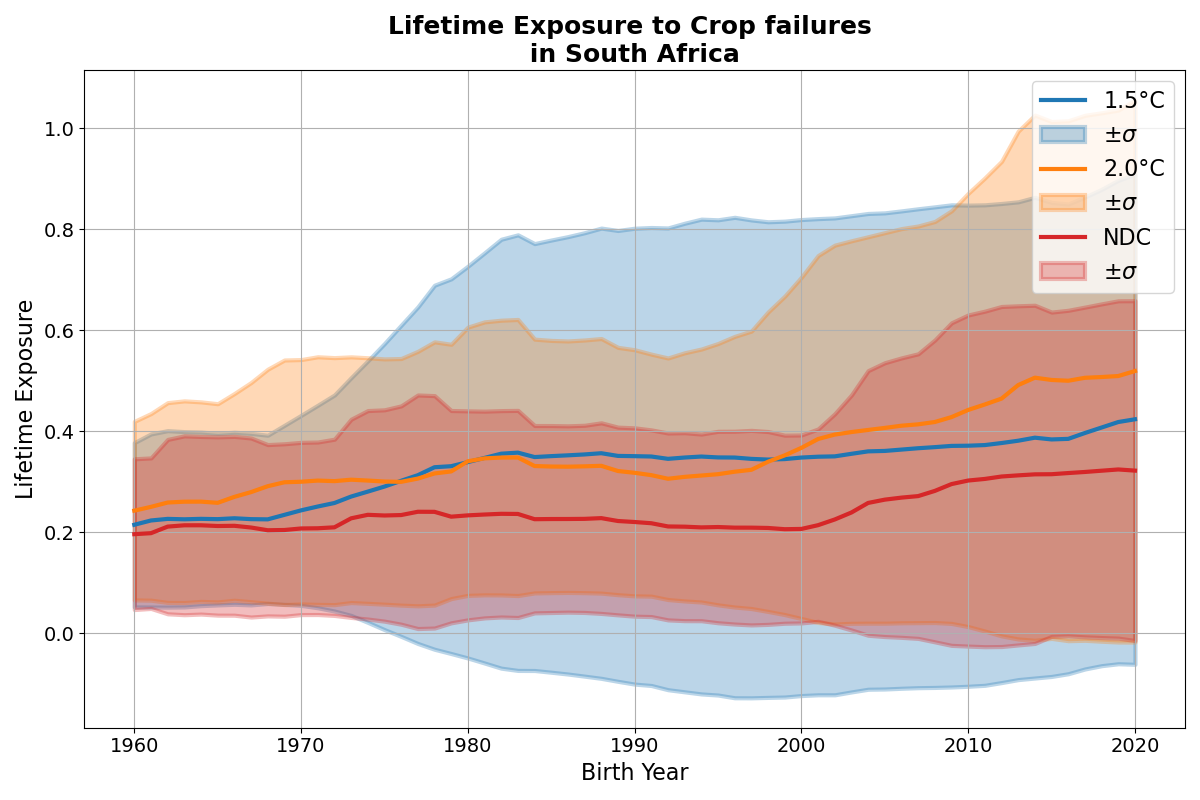 Lifetime Exposure to Crop failures
in South Africa
Lifetime Exposure
1.0
0.8
0.6
0.4
0.2
0.0
1.5°C
±σ
2.0°C
±σ
NDC
±σ
1960 1970 1980 1990 2000 2010 2020
Birth Year